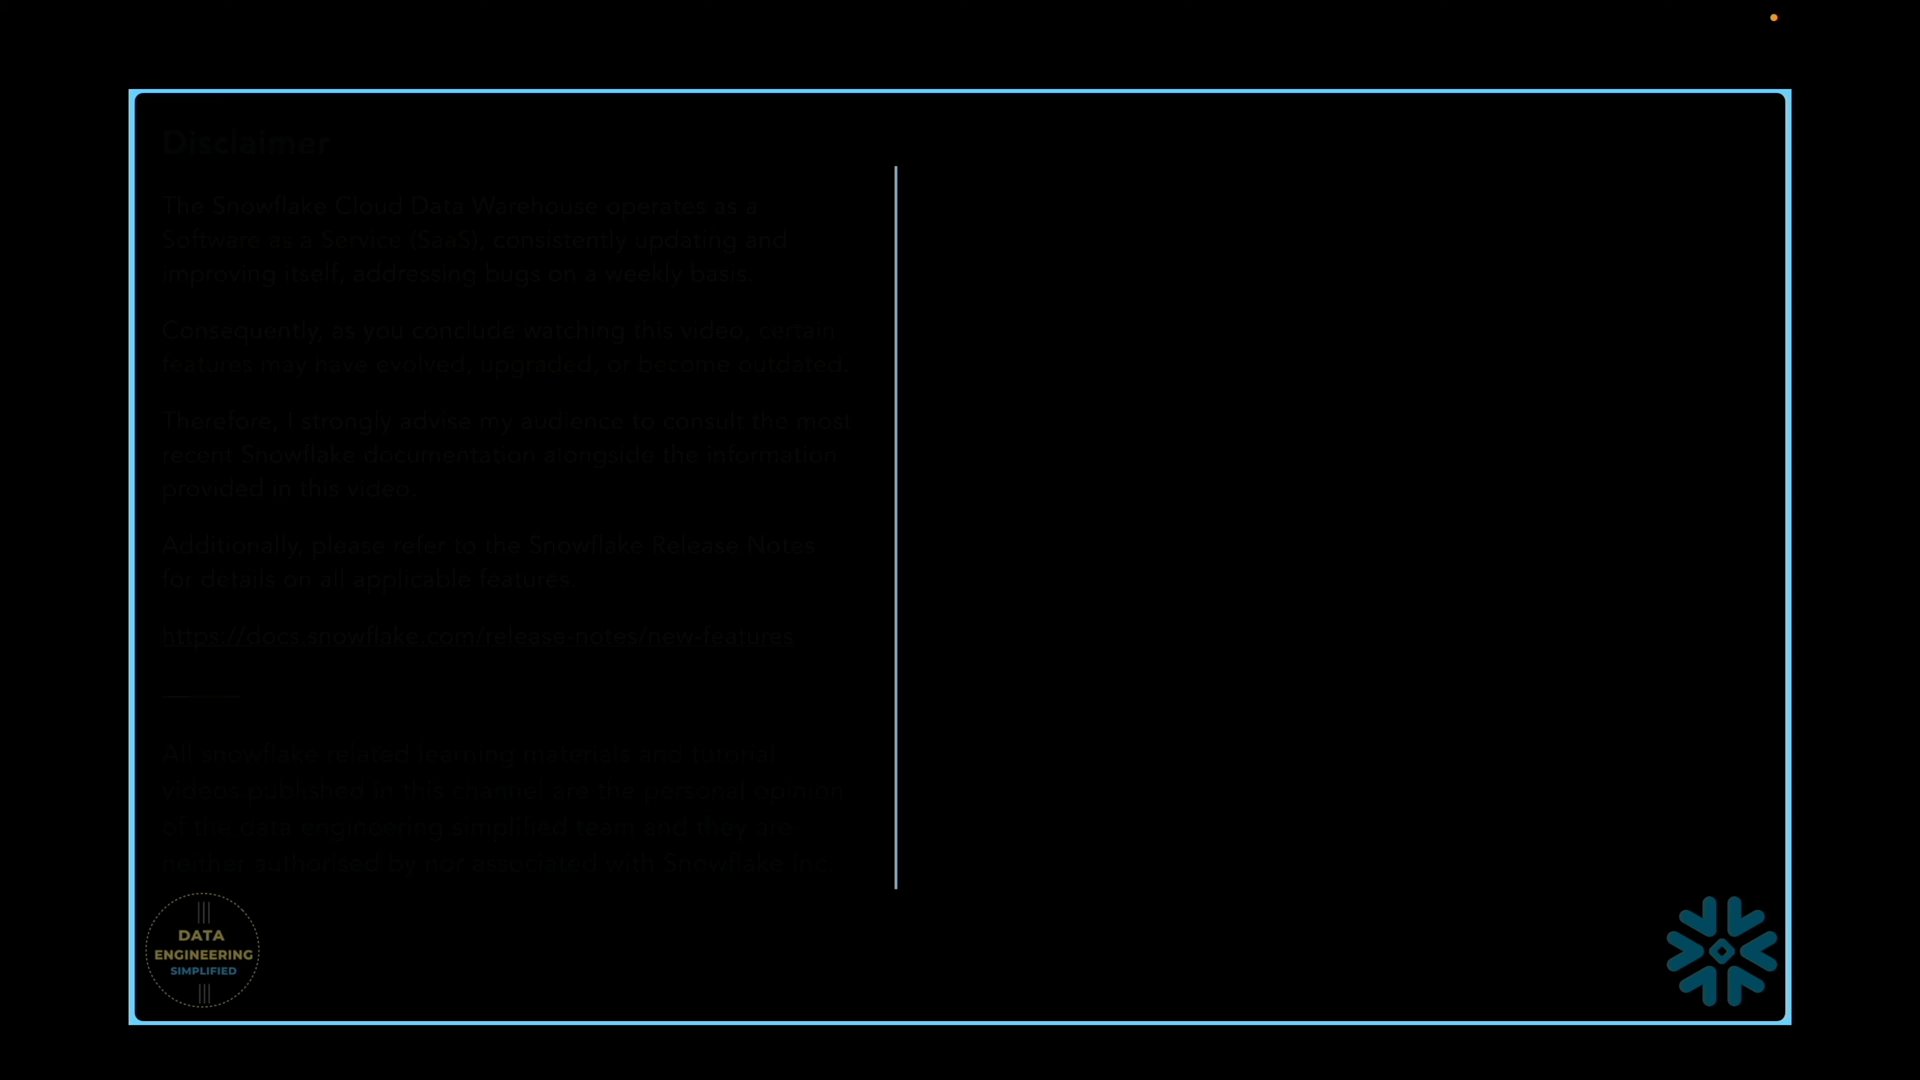 Disclaimer
The Snowflake Cloud Data Warehouse operates as a
Software as a Service (SaaS), consistently updating and
improving itself, addressing bugs on a weekly basis.
Consequently, as you conclude watching this video, certain
features may have evolved, upgraded, or become outdated.
Therefore, I strongly advise my audience to consult the most
recent Snowflake documentation alongside the information
provided in this video.
Additionally, please refer to the Snowflake Release Notes
for details on all applicable features.
https://docs.snowflake.com/release-notes/new-features
All snowflake related learning materials and tutorial
videos published in this channel are the personal opinion
of the data engineering simplified team and they are
neither authorised by nor associated with Snowflake Inc.
DATA
ENGINEERING
SIMPLIFIED